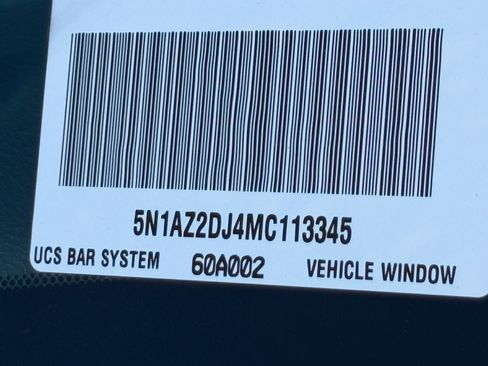 5N1AZ2DJ4MC113345
UCS BAR SYSTEM 60A002 VEHICLE WINDOW